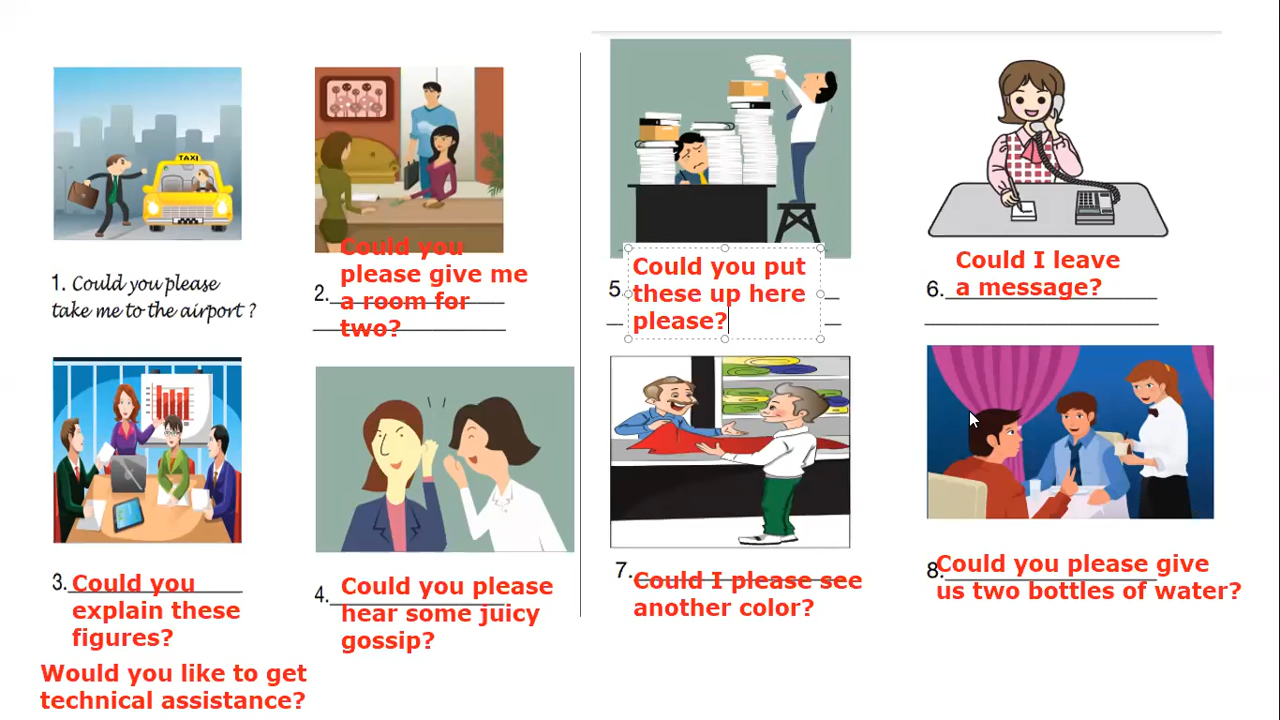 TAXI
1. Could you please
take me to the airport ?
2.
Could you
please give me
a room for
two?
3.
Could you
explain these
figures?
Would you like to get
technical assistance?
4.
Could you please
hear some juicy
gossip?
5.
Could you put
these up here
please?
6.
Could I leave
a message?
7.
Could I please see
another color?
8.
Could you please give
us two bottles of water?